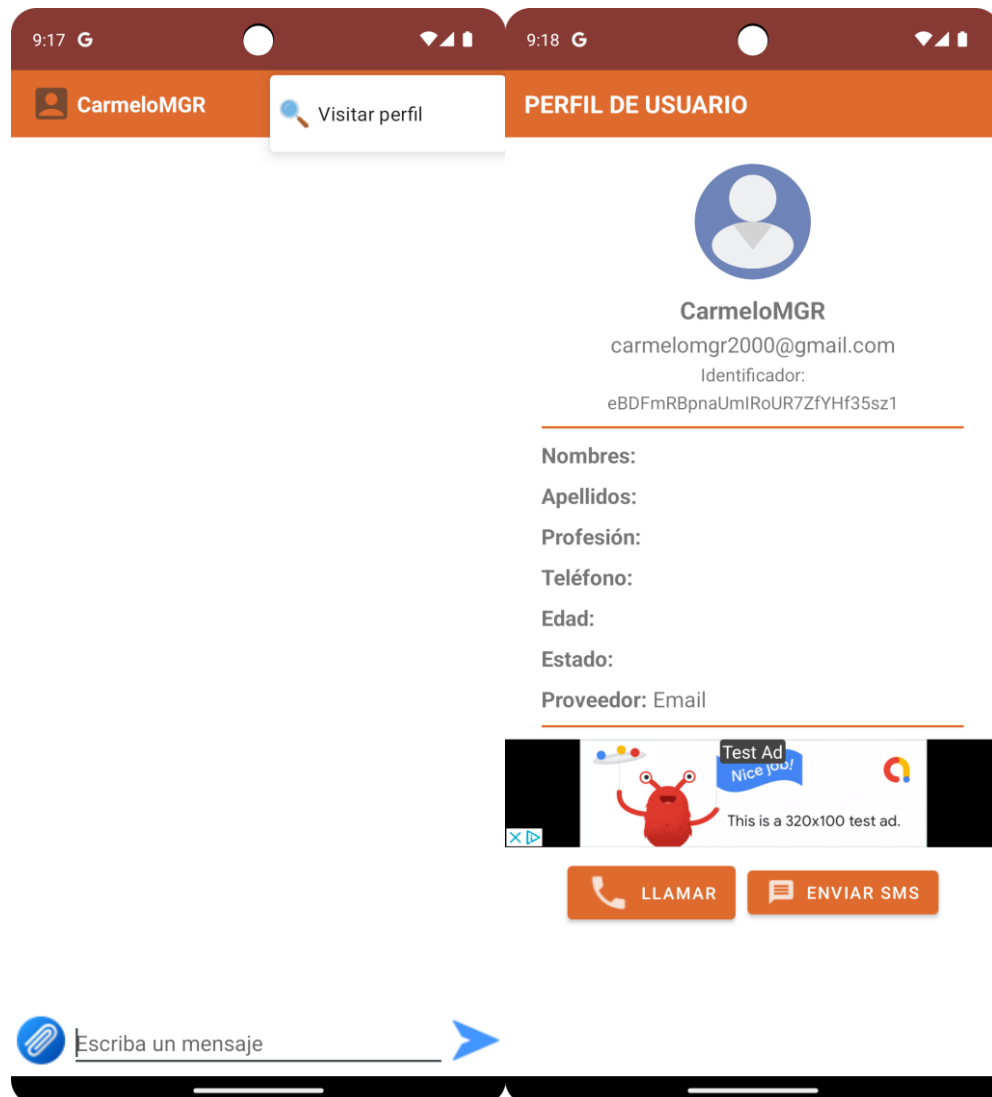 9:17 G
CarmeloMGR
Visitar perfil
Escriba un mensaje
9:18 G
PERFIL DE USUARIO
CarmeloMGR
carmelomgr2000@gmail.com
Identificador:
eBDFmRBpnaUmIRoUR7ZfYHf35sz1
Nombres:
Apellidos:
Profesión:
Teléfono:
Edad:
Estado:
Proveedor: Email
Test Ad
Nice job!
This is a 320x100 test ad.
LLAMAR
ENVIAR SMS